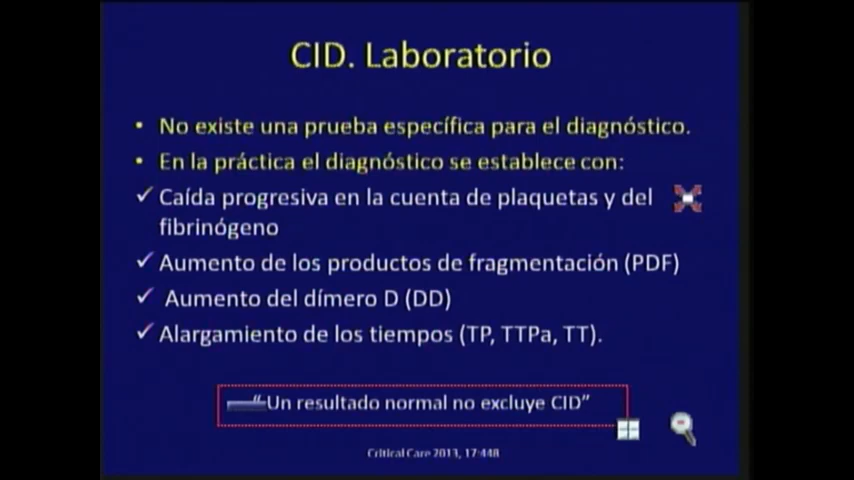 CID. Laboratorio
• No existe una prueba específica para el diagnóstico.
• En la práctica el diagnóstico se establece con:
✓ Caída progresiva en la cuenta de plaquetas y del
fibrinógeno
✓ Aumento de los productos de fragmentación (PDF)
✓ Aumento del dímero D (DD)
✓ Alargamiento de los tiempos (TP, TTPa, TT).
“ Un resultado normal no excluye CID”
Critical Care 2013, 17:448